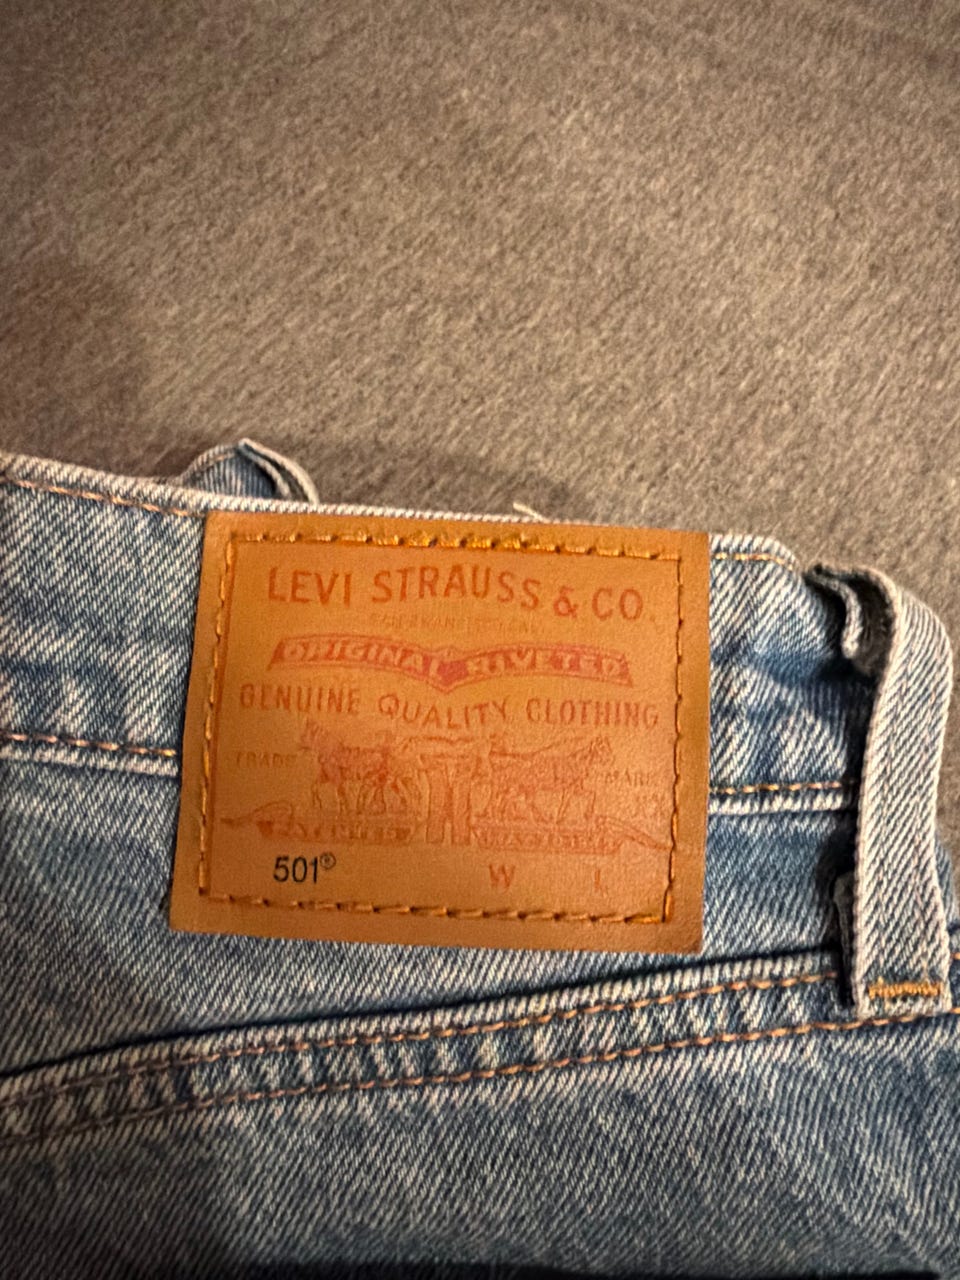 LEVI STRAUSS & CO.
ORIGINAL RIVETED
GENUINE QUALITY CLOTHING
TRADE MARK
501® W L